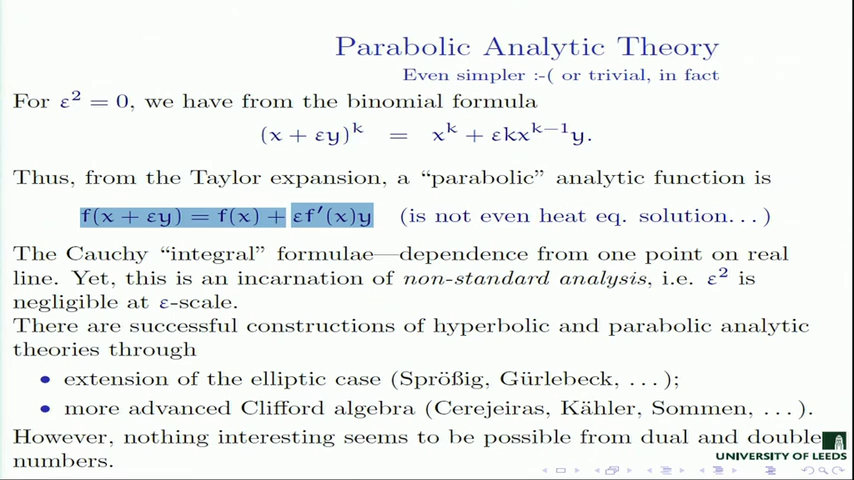 Parabolic Analytic Theory
Even simpler :-( or trivial, in fact
For ε² = 0, we have from the binomial formula
(x + εy)ᵏ = xᵏ + εkxᵏ⁻¹y.
Thus, from the Taylor expansion, a “parabolic” analytic function is
f(x + εy) = f(x) + εf′(x)y (is not even heat eq. solution. . . )
The Cauchy “integral” formulae—dependence from one point on real
line. Yet, this is an incarnation of non-standard analysis, i.e. ε² is
negligible at ε-scale.
There are successful constructions of hyperbolic and parabolic analytic
theories through
• extension of the elliptic case (Sprößig, Gürlebeck, . . . );
• more advanced Clifford algebra (Cerejeiras, Kähler, Sommen, . . . ).
However, nothing interesting seems to be possible from dual and double
numbers.
UNIVERSITY OF LEEDS